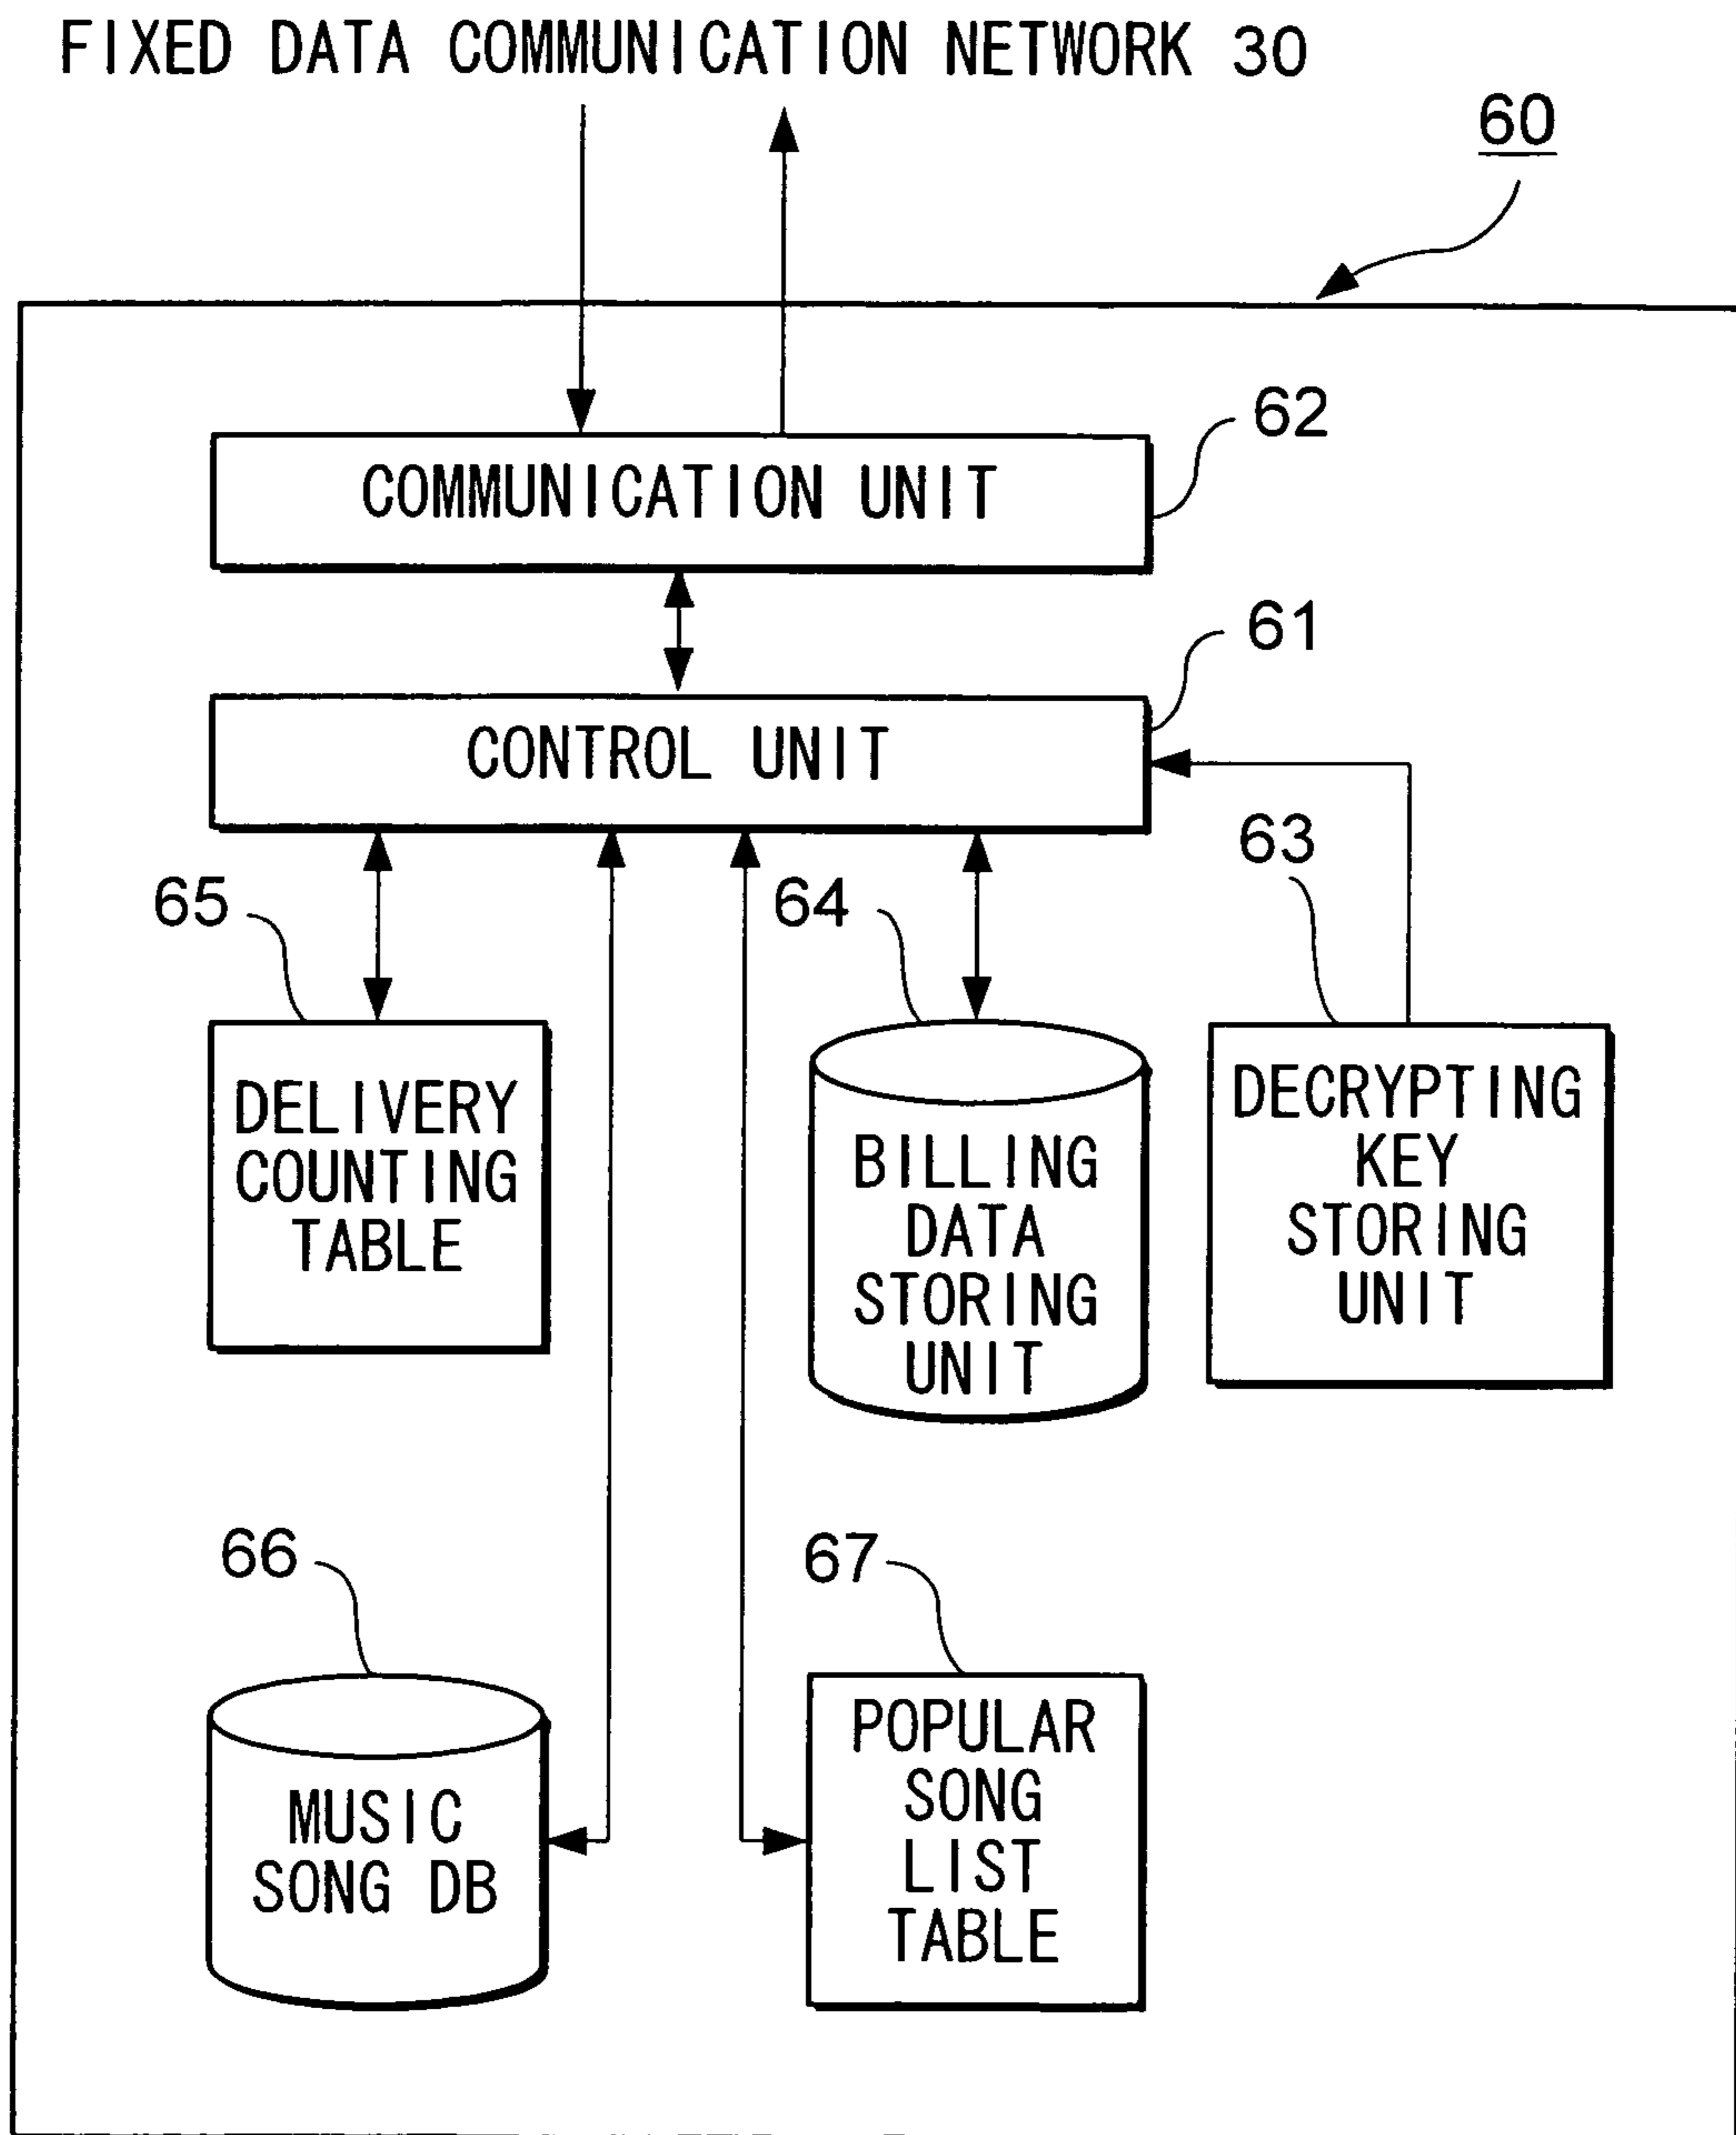 FIXED DATA COMMUNICATION NETWORK 30
60
62
COMMUNICATION UNIT
61
CONTROL UNIT
63
65
64
DELIVERY
COUNTING
TABLE
BILLING
DATA
STORING
UNIT
DECRYPTING
KEY
STORING
UNIT
66
67
MUSIC
SONG DB
POPULAR
SONG
LIST
TABLE